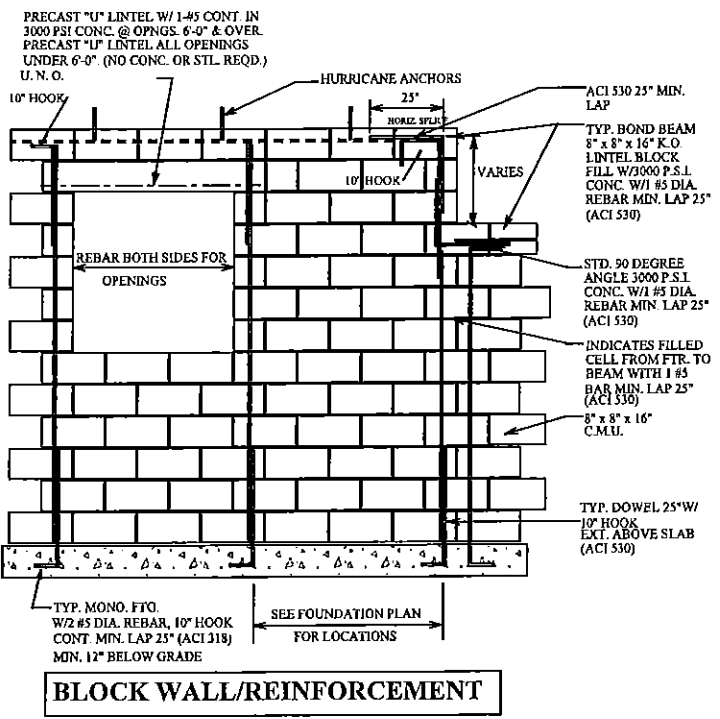 PRECAST "U" LINTEL W/ 1-#5 CONT. IN
3000 PSI CONC. @ OPNGS. 6'-0" & OVER.
PRECAST "U" LINTEL ALL OPENINGS
UNDER 6'-0". (NO CONC. OR STL. REQD.)
U. N. O.
10" HOOK
HURRICANE ANCHORS
25"
HORIZ. SPLICE
10' HOOK
VARIES
ACI 530 25" MIN.
LAP
TYP. BOND BEAM
8" x 8" x 16" K.O.
LINTEL BLOCK
FILL W/3000 P.S.I.
CONC. W/1 #5 DIA.
REBAR MIN. LAP 25"
(ACI 530)
REBAR BOTH SIDES FOR
OPENINGS
STD. 90 DEGREE
ANGLE 3000 P.S.I.
CONC. W/1 #5 DIA.
REBAR MIN. LAP 25"
(ACI 530)
INDICATES FILLED
CELL FROM FTR. TO
BEAM WITH 1 #5
BAR MIN. LAP 25"
(ACI 530)
8" x 8" x 16"
C.M.U.
TYP. DOWEL 25"W/
10" HOOK
EXT. ABOVE SLAB
(ACI 530)
TYP. MONO. FTG.
W/2 #5 DIA. REBAR, 10" HOOK
CONT. MIN. LAP 25" (ACI 318)
MIN. 12" BELOW GRADE
SEE FOUNDATION PLAN
FOR LOCATIONS
BLOCK WALL/REINFORCEMENT